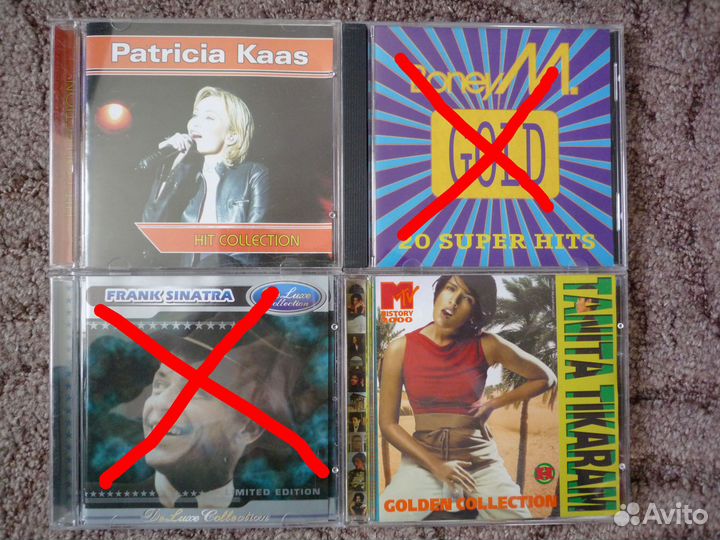 Patricia Kaas
HIT COLLECTION
Boney M.
GOLD
20 SUPER HITS
FRANK SINATRA
De Luxe
Collection
LIMITED EDITION
De Luxe Collection
MTV
HISTORY
2000
TANITA TIKARAM
GOLDEN COLLECTION
Avito